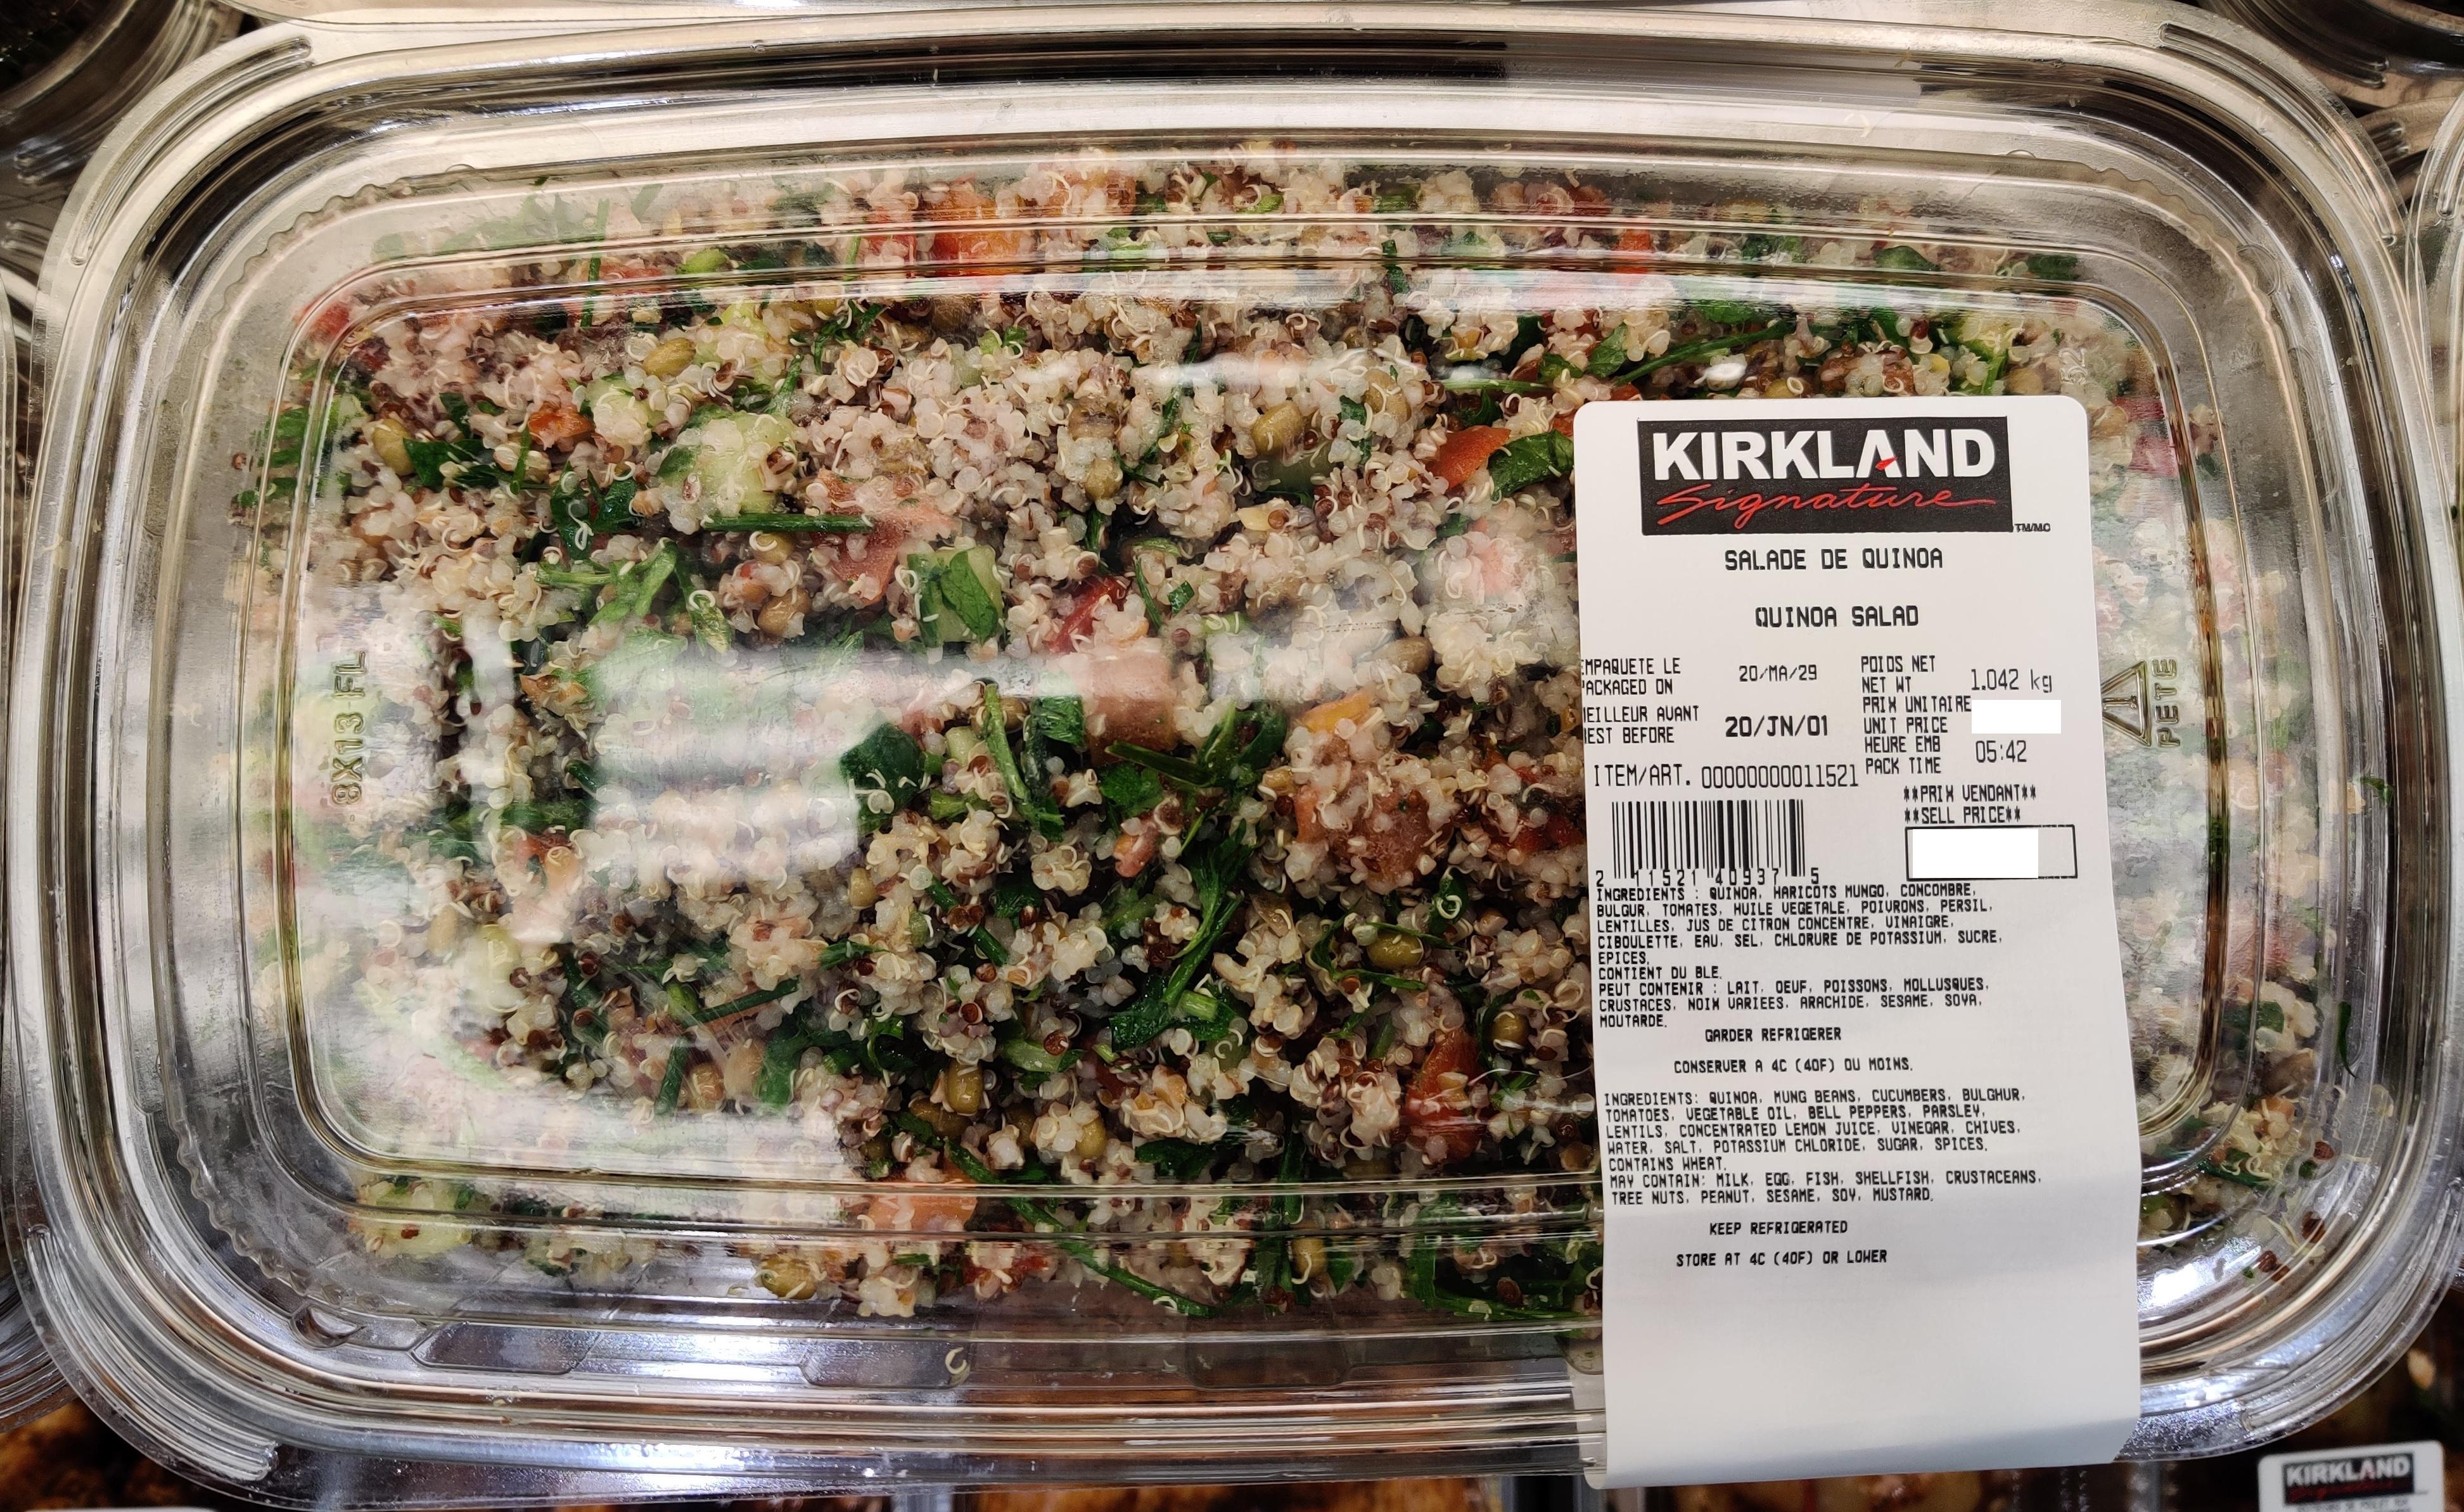 KIRKLAND
Signature
TM/MC
SALADE DE QUINOA
QUINOA SALAD
EMPAQUETE LE
PACKAGED ON
20/MA/29
MEILLEUR AVANT
BEST BEFORE
20/JN/01
POIDS NET
NET WT
1.042 kg
PRIX UNITAIRE
UNIT PRICE
HEURE EMB
PACK TIME
05:42
ITEM/ART. 00000000011521
**PRIX VENDANT**
**SELL PRICE**
2 11521 40937 5
INGREDIENTS : QUINOA, HARICOTS MUNGO, CONCOMBRE,
BULGUR, TOMATES, HUILE VEGETALE, POIVRONS, PERSIL,
LENTILLES, JUS DE CITRON CONCENTRE, VINAIGRE,
CIBOULETTE, EAU, SEL, CHLORURE DE POTASSIUM, SUCRE,
EPICES.
CONTIENT DU BLE.
PEUT CONTENIR : LAIT, OEUF, POISSONS, MOLLUSQUES,
CRUSTACES, NOIX VARIEES, ARACHIDE, SESAME, SOYA,
MOUTARDE.
GARDER REFRIGERER
CONSERVER A 4C (40F) OU MOINS.
INGREDIENTS: QUINOA, MUNG BEANS, CUCUMBERS, BULGHUR,
TOMATOES, VEGETABLE OIL, BELL PEPPERS, PARSLEY,
LENTILS, CONCENTRATED LEMON JUICE, VINEGAR, CHIVES,
WATER, SALT, POTASSIUM CHLORIDE, SUGAR, SPICES.
CONTAINS WHEAT.
MAY CONTAIN: MILK, EGG, FISH, SHELLFISH, CRUSTACEANS,
TREE NUTS, PEANUT, SESAME, SOY, MUSTARD.
KEEP REFRIGERATED
STORE AT 4C (40F) OR LOWER
8X13 FL
1
PETE
KIRKLAND